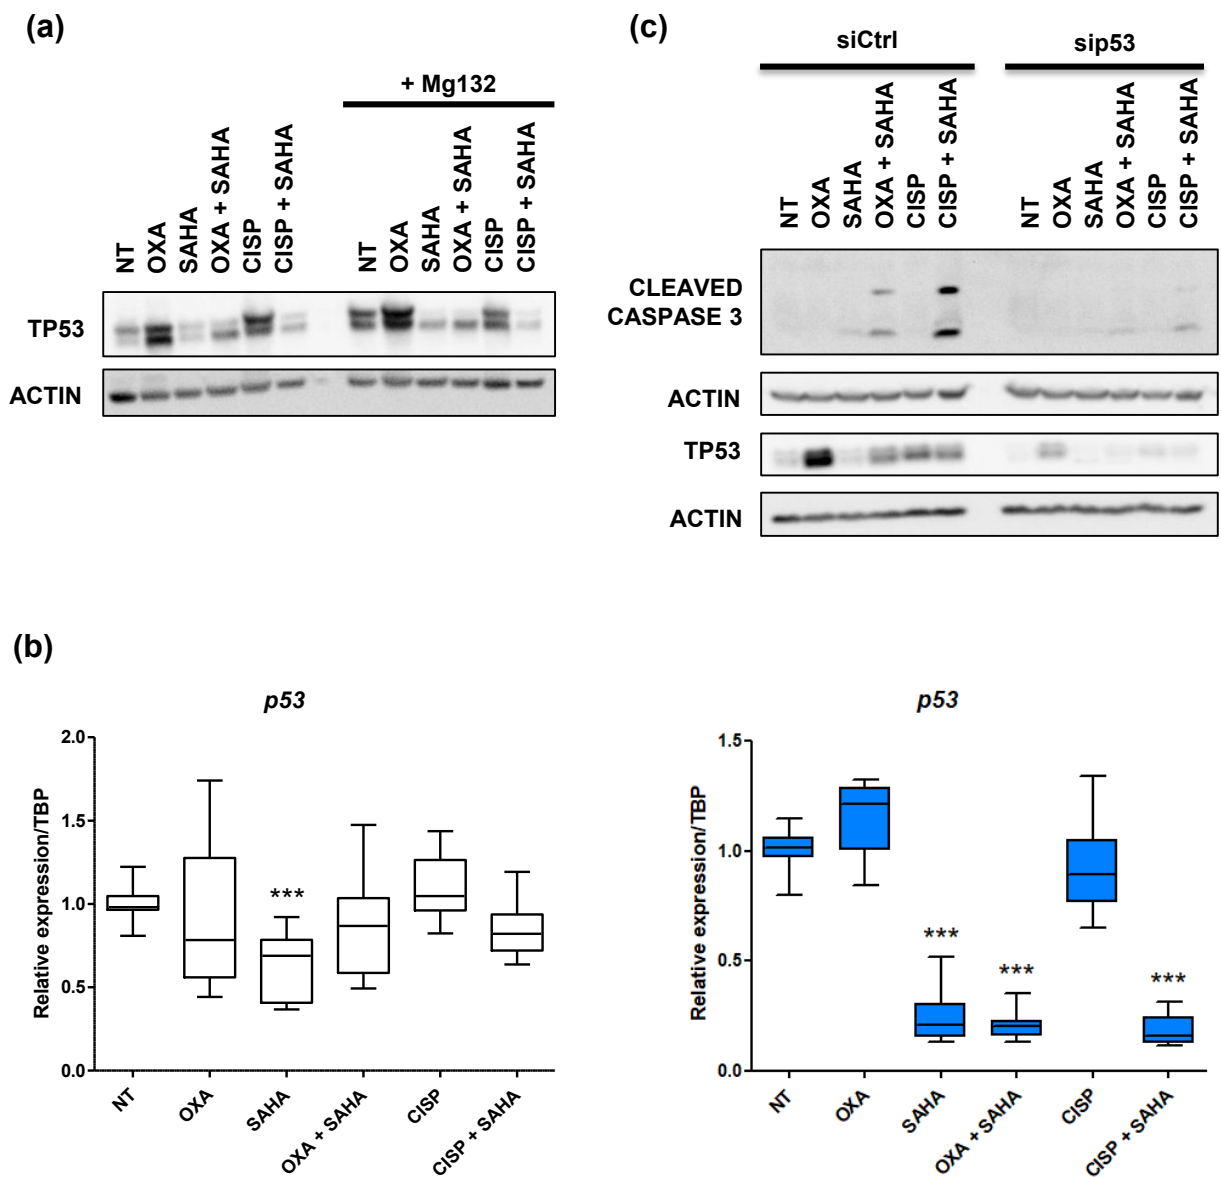 (a)
+ Mg132
NT
OXA
SAHA
OXA + SAHA
CISP
CISP + SAHA
NT
OXA
SAHA
OXA + SAHA
CISP
CISP + SAHA
TP53
ACTIN
(c)
siCtrl
sip53
NT
OXA
SAHA
OXA + SAHA
CISP
CISP + SAHA
NT
OXA
SAHA
OXA + SAHA
CISP
CISP + SAHA
CLEAVED
CASPASE 3
ACTIN
TP53
ACTIN
(b)
p53
Relative expression/TBP
2.0
1.5
1.0
0.5
0.0
***
NT
OXA
SAHA
OXA + SAHA
CISP
CISP + SAHA
p53
Relative expression/TBP
1.5
1.0
0.5
0.0
***
***
***
NT
OXA
SAHA
OXA + SAHA
CISP
CISP + SAHA